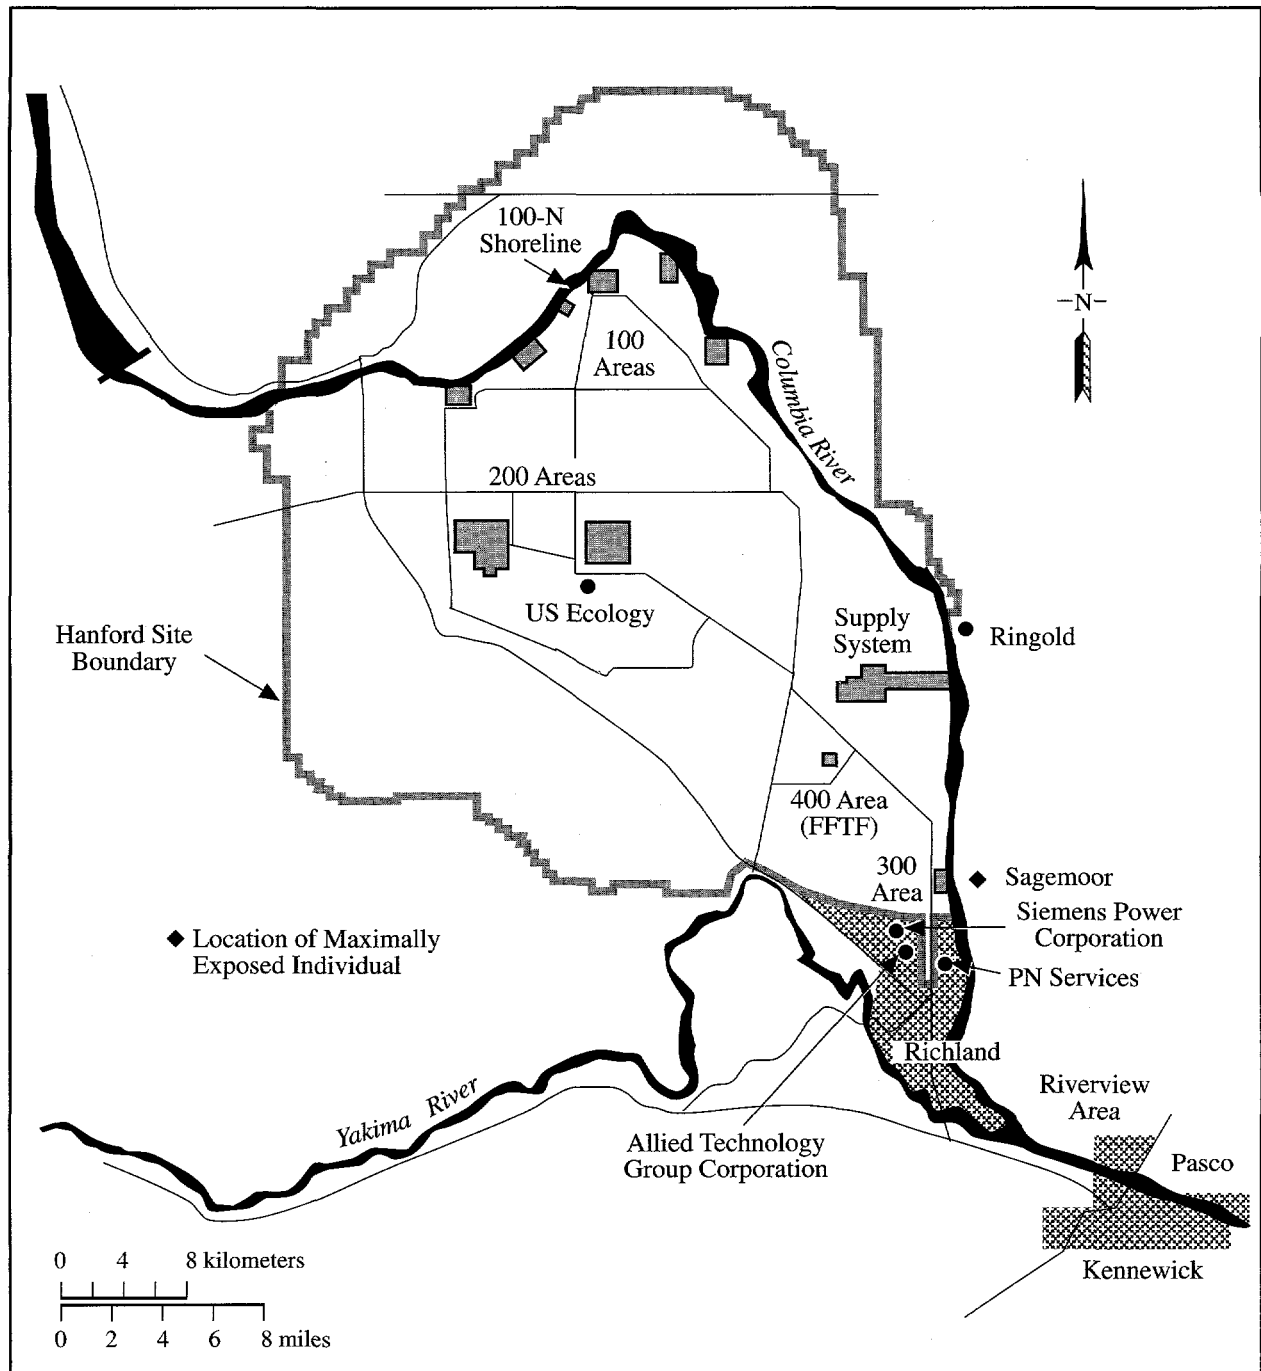 100-N
Shoreline
N
100
Areas
Columbia River
200 Areas
US Ecology
Supply
System
Ringold
Hanford Site
Boundary
400 Area
(FFTF)
300
Area
Sagemoor
Siemens Power
Corporation
Location of Maximally
Exposed Individual
PN Services
Richland
Riverview
Area
Yakima River
Allied Technology
Group Corporation
Pasco
Kennewick
0 4 8 kilometers
0 2 4 6 8 miles